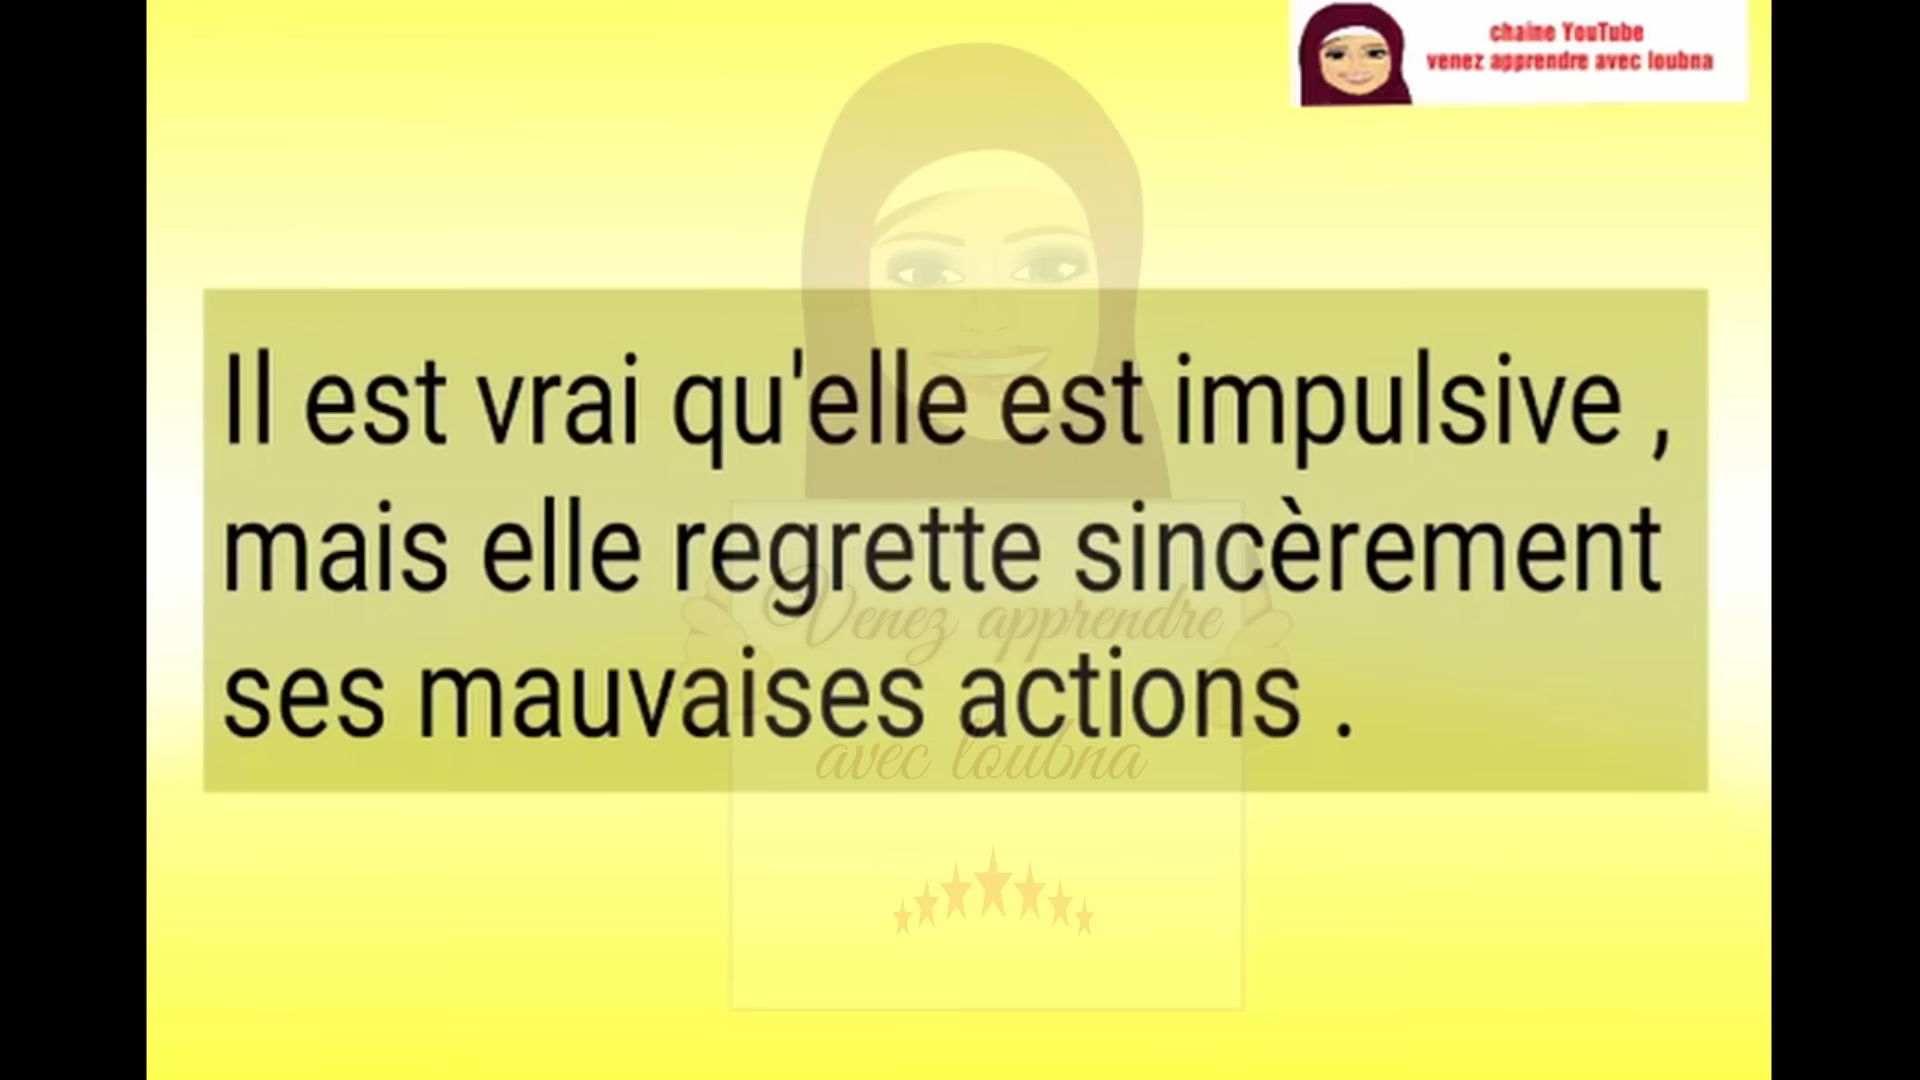 chaine YouTube
venez apprendre avec loubna
Il est vrai qu'elle est impulsive ,
mais elle regrette sincèrement
ses mauvaises actions .
Venez apprendre
avec loubna